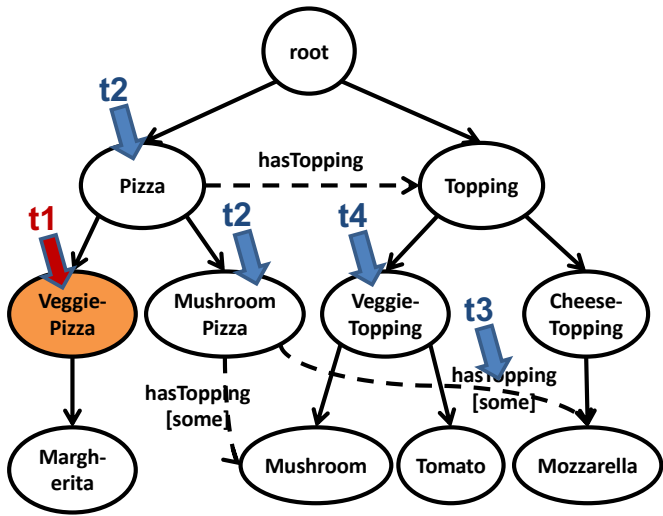 root
t2
hasTopping
Pizza
Topping
t1
t2
t4
Veggie-
Pizza
Mushroom
Pizza
Veggie-
Topping
Cheese-
Topping
t3
hasTopping
[some]
hasTopping
[some]
Margh-
erita
Mushroom
Tomato
Mozzarella